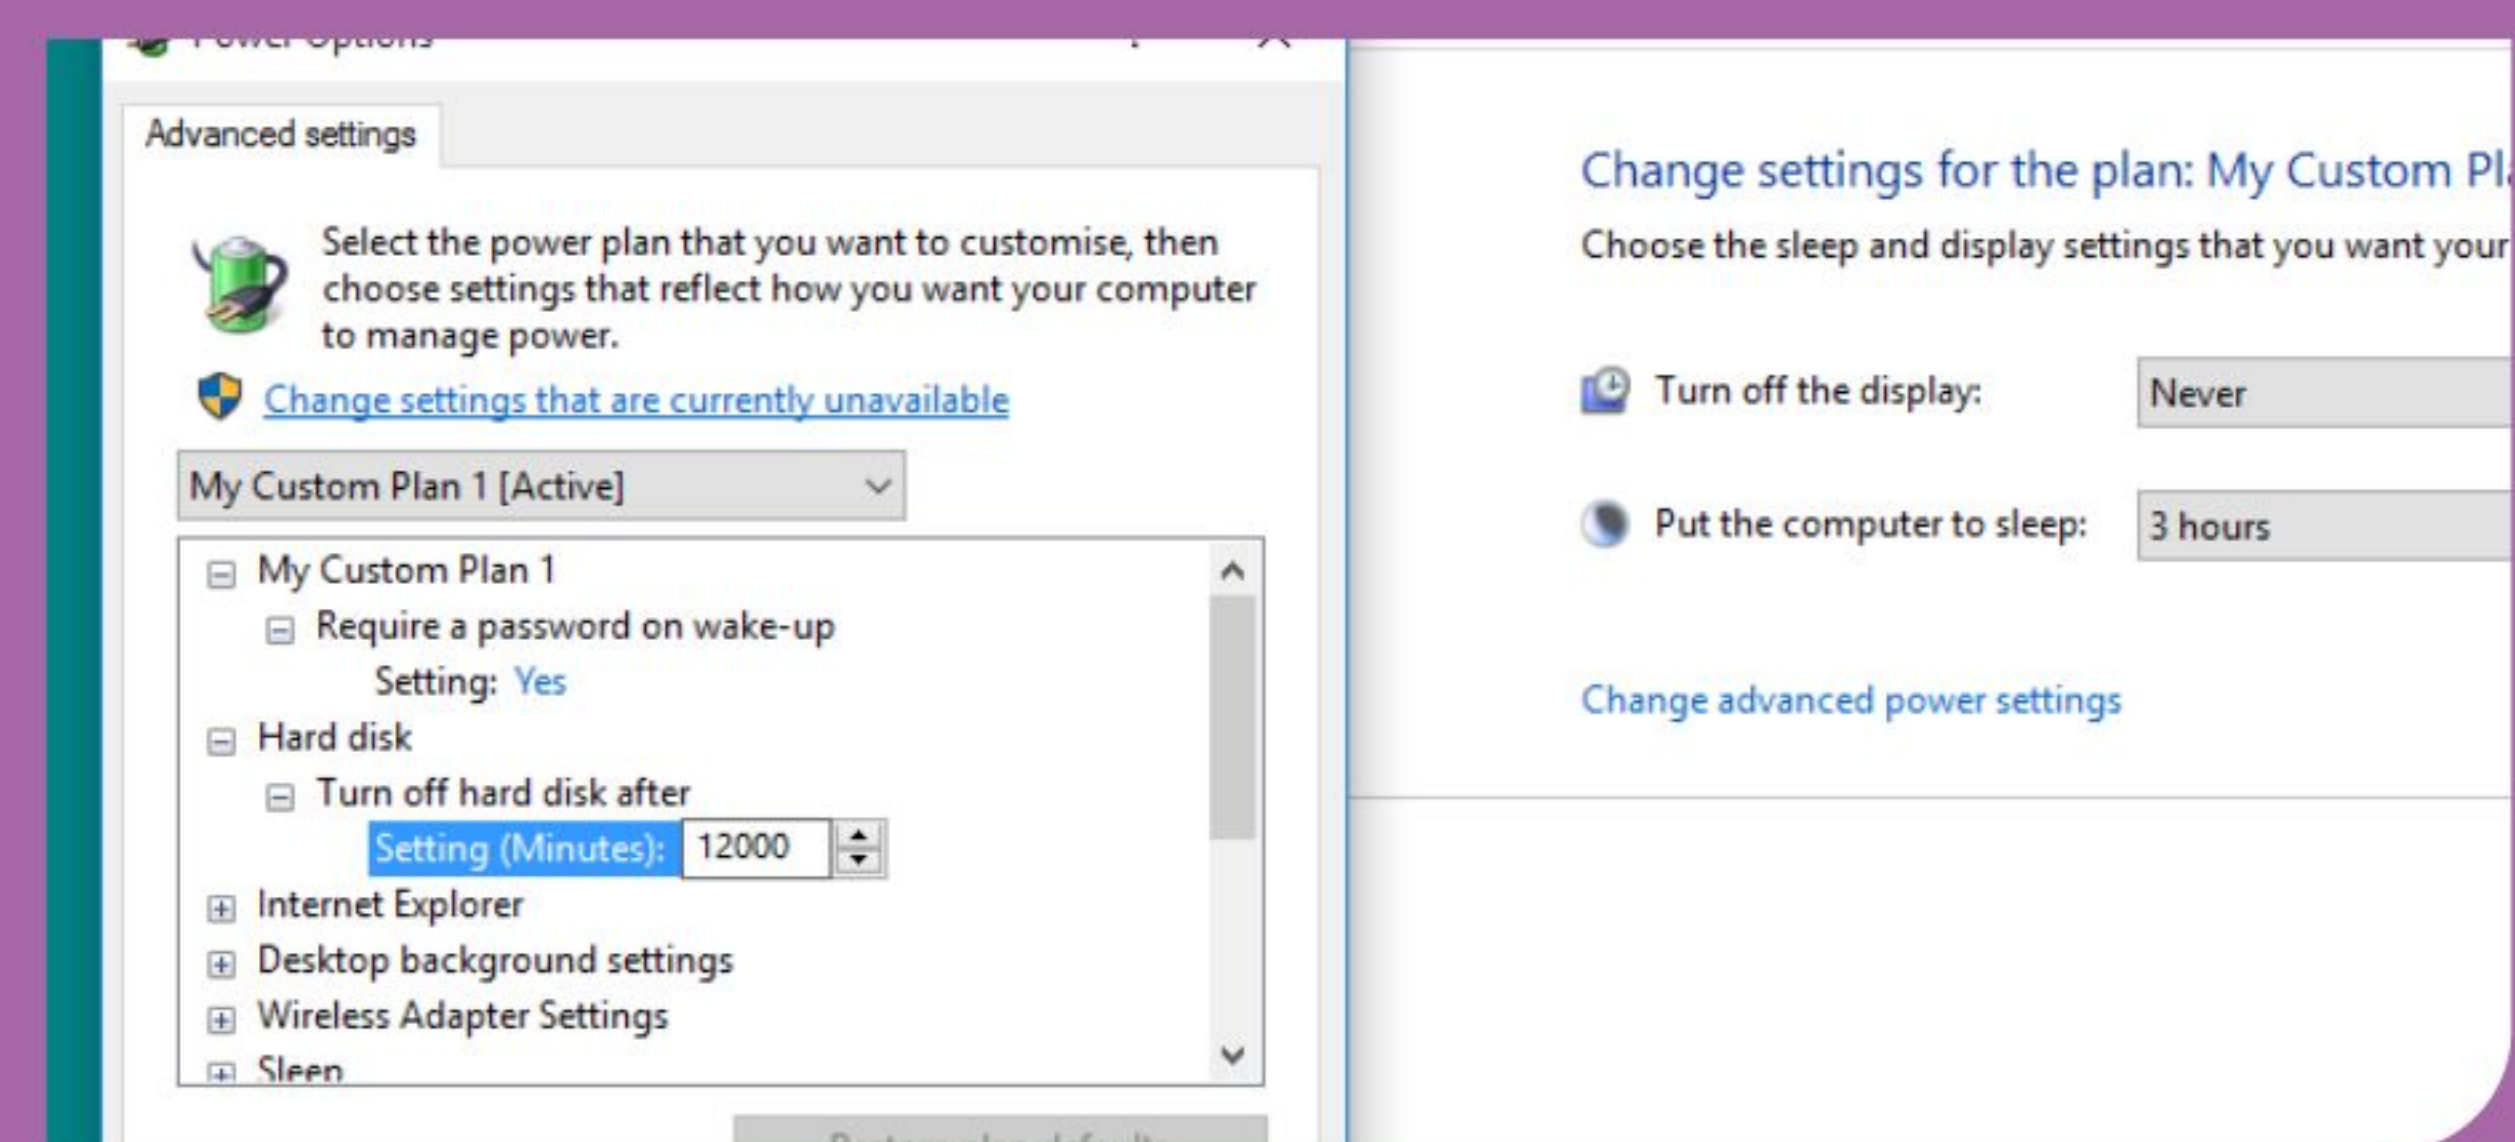 Power Options
Advanced settings
Select the power plan that you want to customise, then
choose settings that reflect how you want your computer
to manage power.
Change settings that are currently unavailable
My Custom Plan 1 [Active]
My Custom Plan 1
Require a password on wake-up
Setting: Yes
Hard disk
Turn off hard disk after
Setting (Minutes): 12000
Internet Explorer
Desktop background settings
Wireless Adapter Settings
Sleep
Change settings for the plan: My Custom
Choose the sleep and display settings that you want your
Turn off the display: Never
Put the computer to sleep: 3 hours
Change advanced power settings